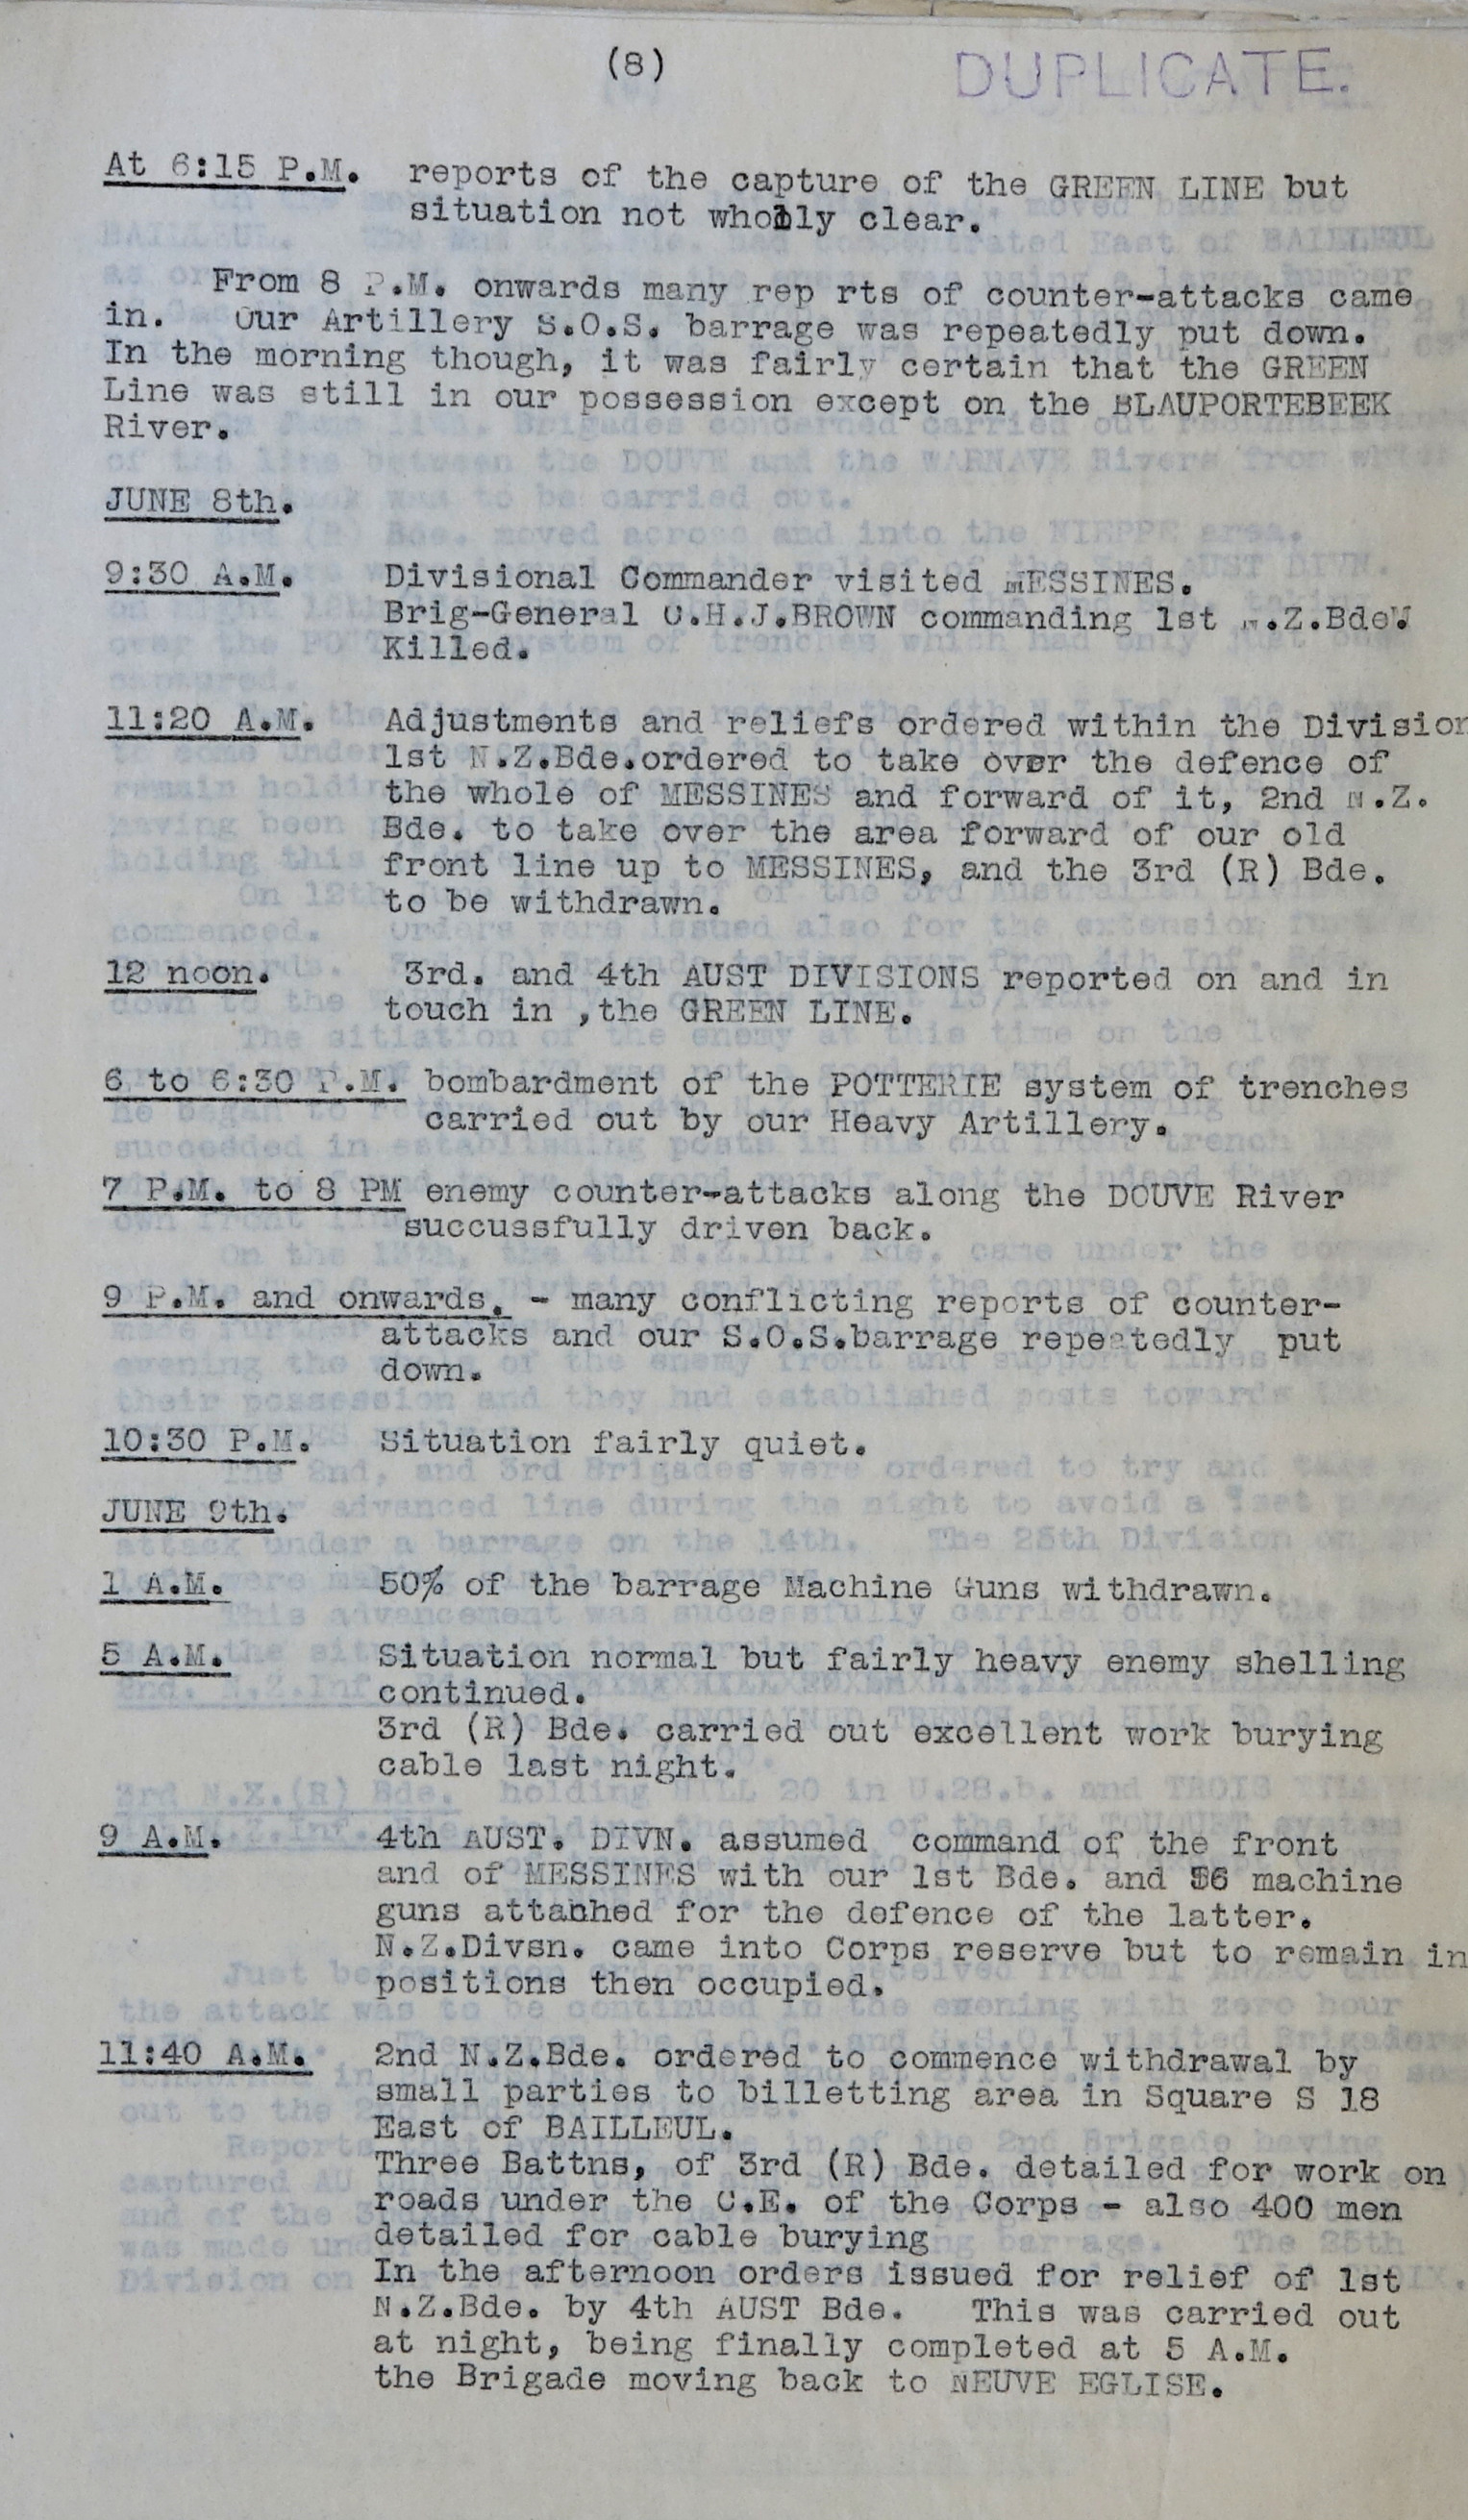 (8)
DUPLICATE.
At 6:15 P.M. reports of the capture of the GREEN LINE but
situation not wholly clear.
From 8 P.M. onwards many rep rts of counter-attacks came
in. Our Artillery S.O.S. barrage was repeatedly put down.
In the morning though, it was fairly certain that the GREEN
Line was still in our possession except on the BLAUPORTEBEEK
River.
JUNE 8th.
9:30 A.M. Divisional Commander visited MESSINES.
Brig-General C.H.J.BROWN commanding 1st N.Z.Bde.
Killed.
11:20 A.M. Adjustments and reliefs ordered within the Division
1st N.Z.Bde.ordered to take over the defence of
the whole of MESSINES and forward of it, 2nd N.Z.
Bde. to take over the area forward of our old
front line up to MESSINES, and the 3rd (R) Bde.
to be withdrawn.
12 noon. 3rd. and 4th AUST DIVISIONS reported on and in
touch in ,the GREEN LINE.
6 to 6:30 P.M. bombardment of the POTTERIE system of trenches
carried out by our Heavy Artillery.
7 P.M. to 8 PM enemy counter-attacks along the DOUVE River
succussfully driven back.
9 P.M. and onwards. - many conflicting reports of counter-
attacks and our S.O.S.barrage repeatedly put
down.
10:30 P.M. Situation fairly quiet.
JUNE 9th.
1 A.M. 50% of the barrage Machine Guns withdrawn.
5 A.M. Situation normal but fairly heavy enemy shelling
continued.
3rd (R) Bde. carried out excellent work burying
cable last night.
9 A.M. 4th AUST. DIVN. assumed command of the front
and of MESSINES with our 1st Bde. and machine
guns attanhed for the defence of the latter.
N.Z.Divsn. came into Corps reserve but to remain in
positions then occupied.
11:40 A.M. 2nd N.Z.Bde. ordered to commence withdrawal by
small parties to billetting area in Square S 18
East of BAILLEUL.
Three Battns, of 3rd (R) Bde. detailed for work on
roads under the C.E. of the Corps - also 400 men
detailed for cable burying
In the afternoon orders issued for relief of 1st
N.Z.Bde. by 4th AUST Bde. This was carried out
at night, being finally completed at 5 A.M.
the Brigade moving back to NEUVE EGLISE.